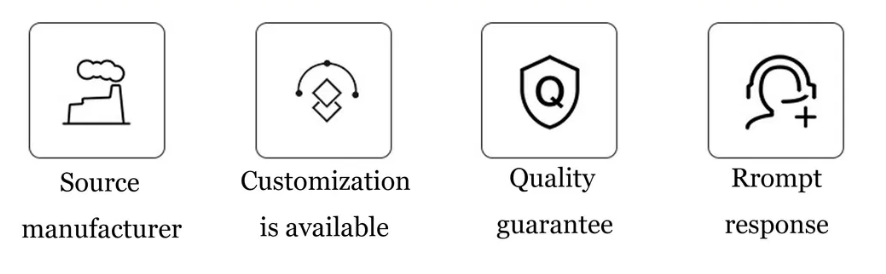 Q
Source
manufacturer
Customization
is available
Quality
guarantee
Rrompt
response